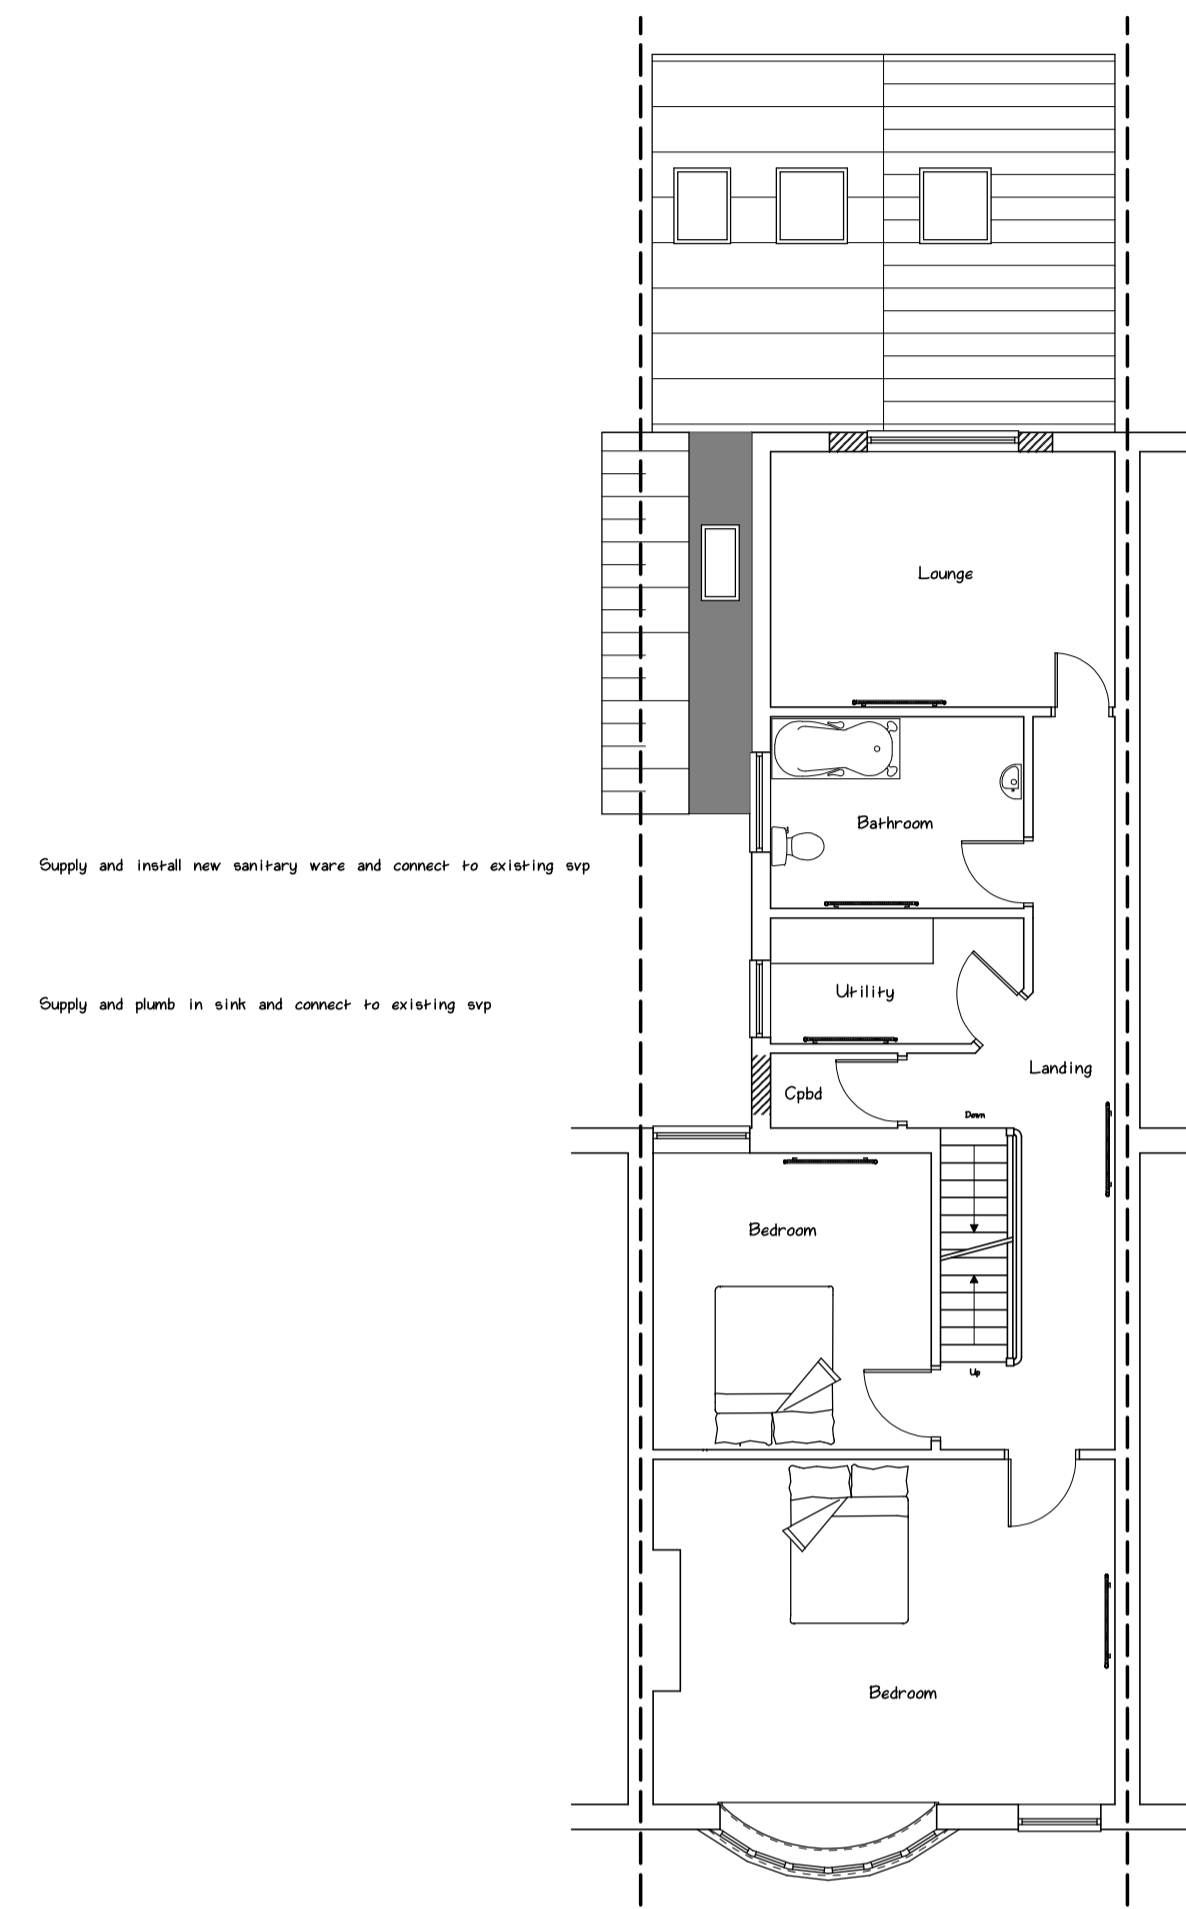 Lounge
Bathroom
Supply and install new sanitary ware and connect to existing svp
Utility
Supply and plumb in sink and connect to existing svp
Landing
Cpbd
Down
Bedroom
Up
Bedroom